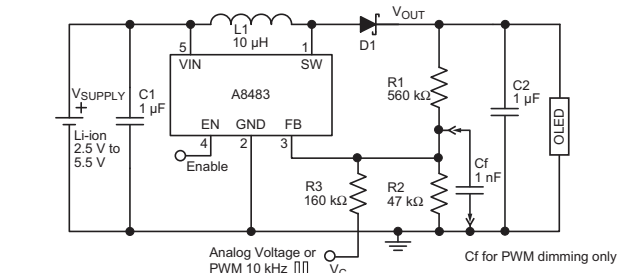 VOUT
L1
10 µH
D1
5
1
VIN
SW
A8483
EN
GND
FB
4
2
3
VSUPPLY
+
Li-ion
2.5 V to
5.5 V
C1
1 µF
Enable
R1
560 kΩ
C2
1 µF
OLED
Cf
1 nF
R3
160 kΩ
R2
47 kΩ
Analog Voltage or
PWM 10 kHz
VC
Cf for PWM dimming only